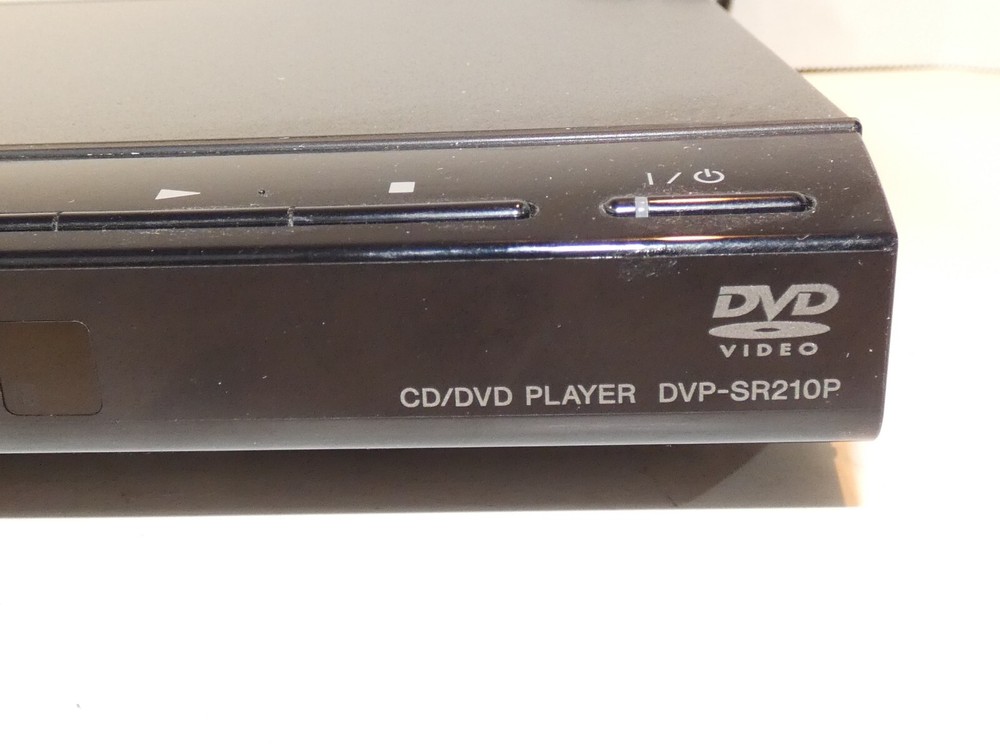 I / ⏻
DVD
VIDEO
CD/DVD PLAYER DVP-SR210P